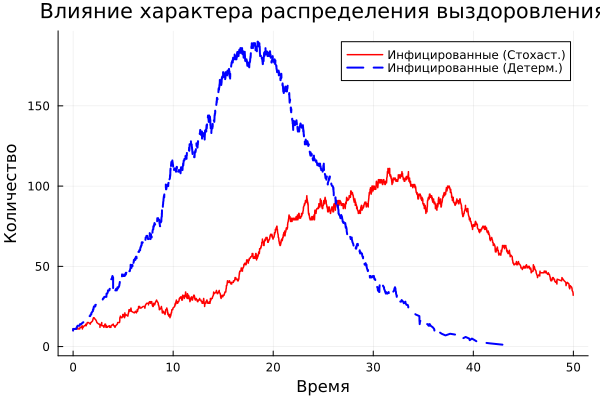 Влияние характера распределения выздоровления
Инфицированные (Стохаст.)
Инфицированные (Детерм.)
Количество
150
100
50
0
0 10 20 30 40 50
Время